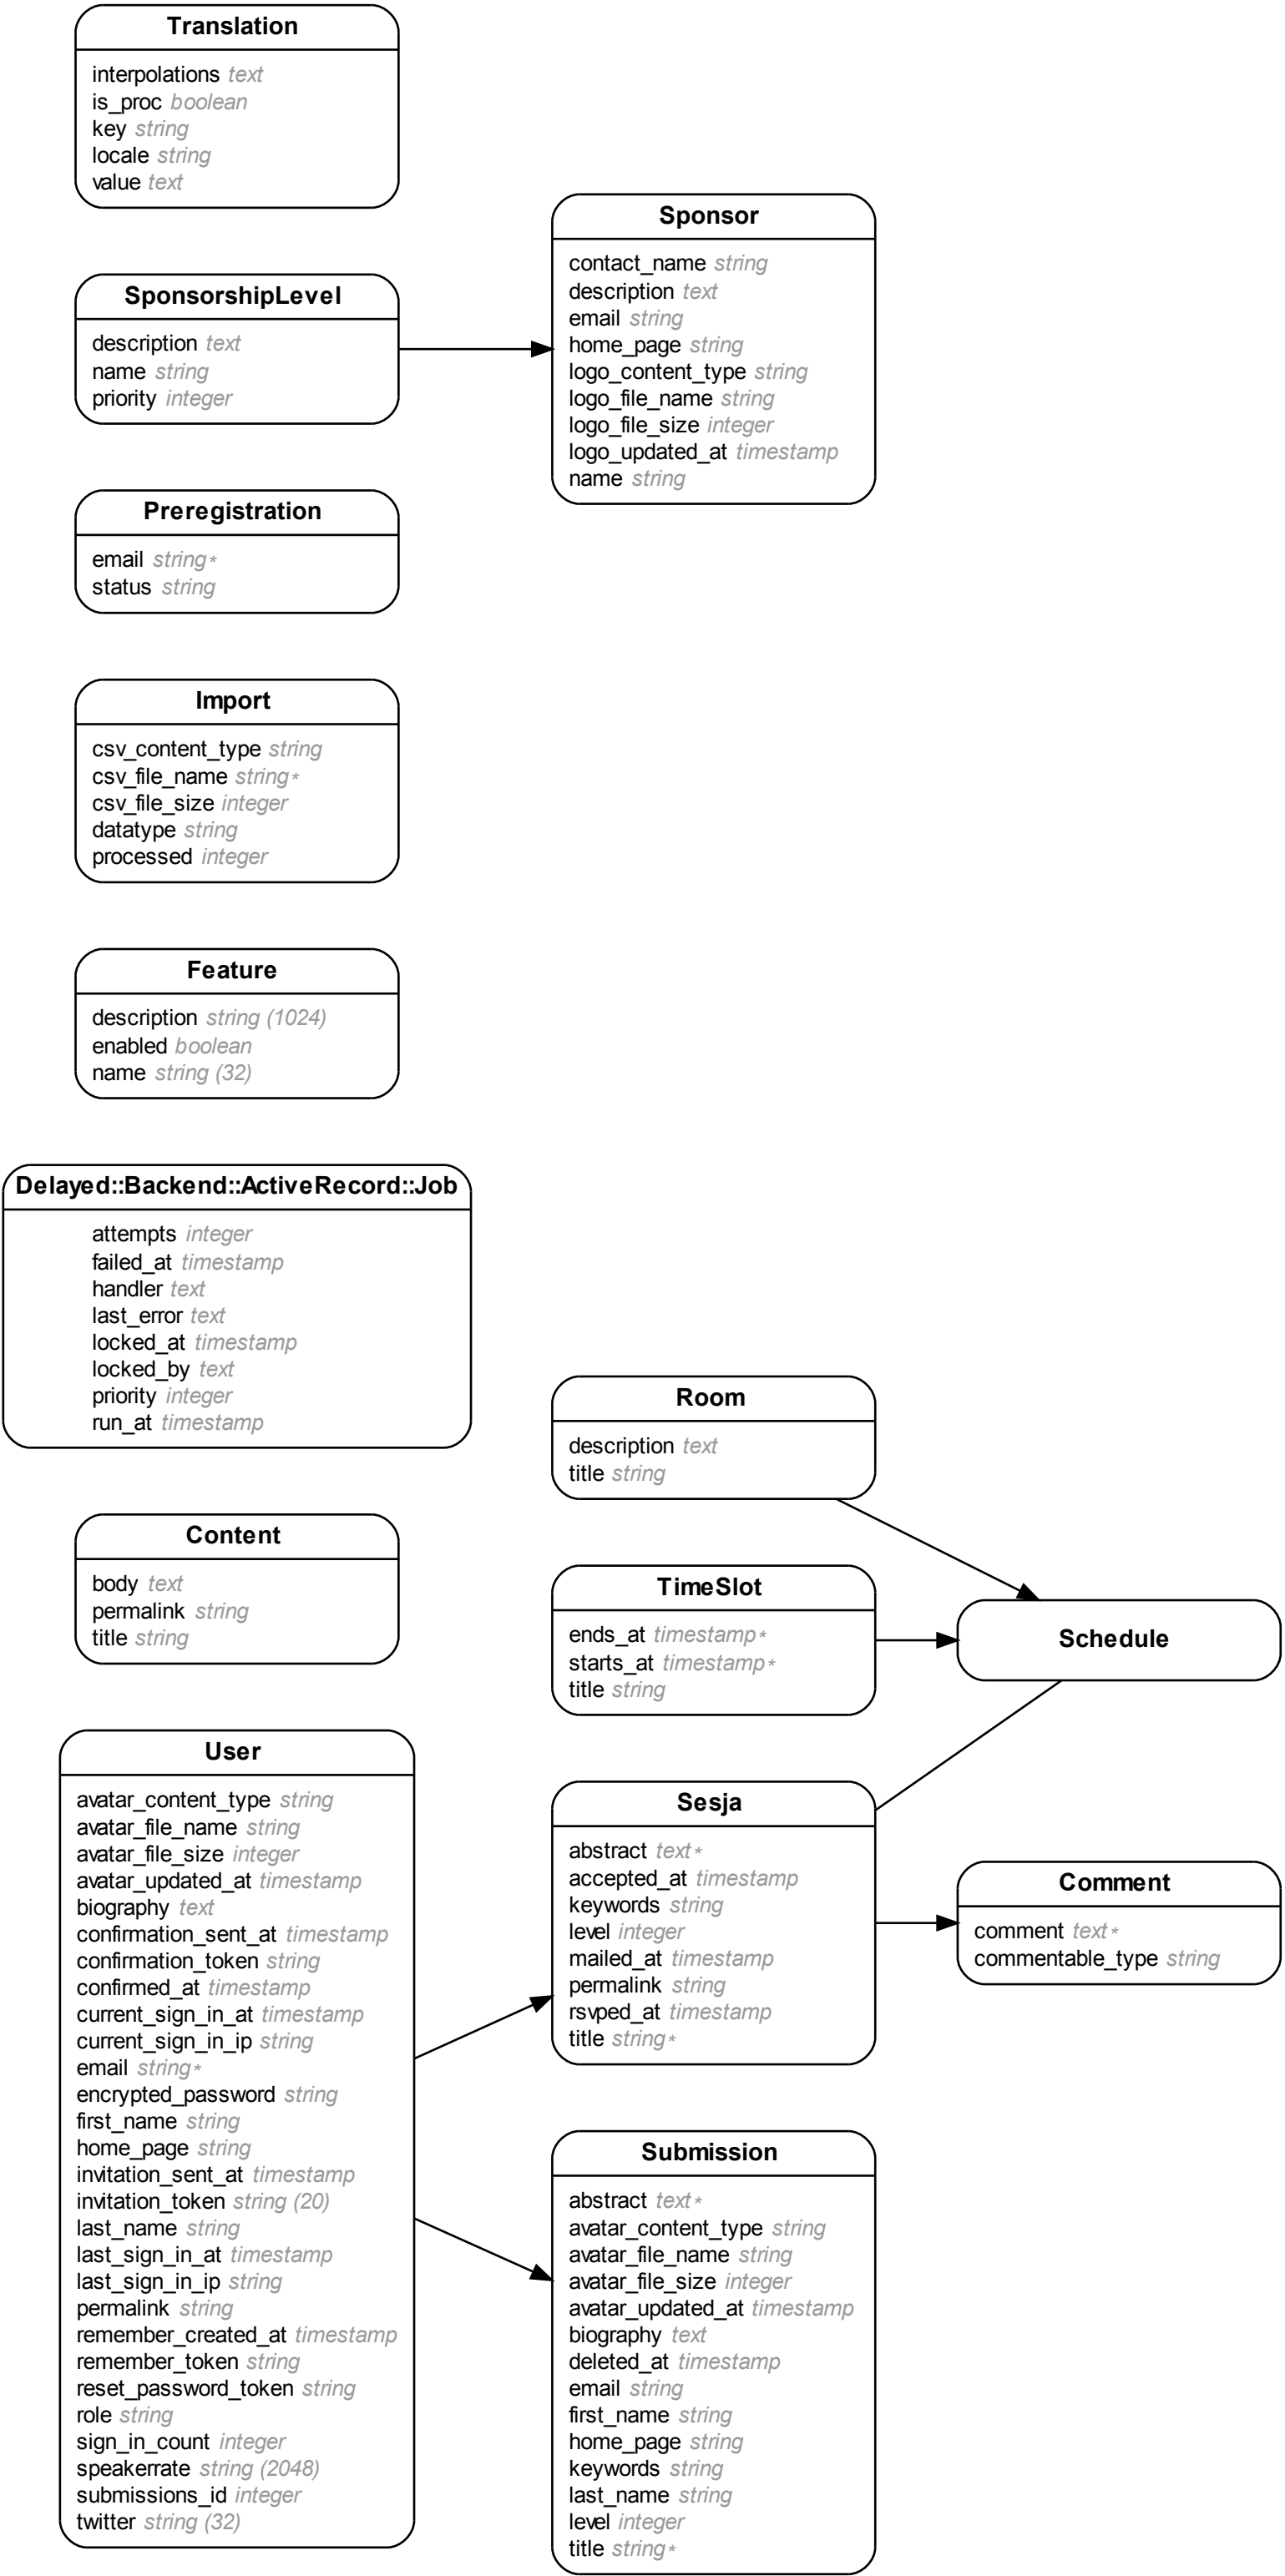 Translation
interpolations text
is_proc boolean
key string
locale string
value text
SponsorshipLevel
description text
name string
priority integer
Sponsor
contact_name string
description text
email string
home_page string
logo_content_type string
logo_file_name string
logo_file_size integer
logo_updated_at timestamp
name string
Preregistration
email string*
status string
Import
csv_content_type string
csv_file_name string*
csv_file_size integer
datatype string
processed integer
Feature
description string (1024)
enabled boolean
name string (32)
Delayed::Backend::ActiveRecord::Job
attempts integer
failed_at timestamp
handler text
last_error text
locked_at timestamp
locked_by text
priority integer
run_at timestamp
Room
description text
title string
Content
body text
permalink string
title string
TimeSlot
ends_at timestamp*
starts_at timestamp*
title string
Schedule
User
avatar_content_type string
avatar_file_name string
avatar_file_size integer
avatar_updated_at timestamp
biography text
confirmation_sent_at timestamp
confirmation_token string
confirmed_at timestamp
current_sign_in_at timestamp
current_sign_in_ip string
email string*
encrypted_password string
first_name string
home_page string
invitation_sent_at timestamp
invitation_token string (20)
last_name string
last_sign_in_at timestamp
last_sign_in_ip string
permalink string
remember_created_at timestamp
remember_token string
reset_password_token string
role string
sign_in_count integer
speakerrate string (2048)
submissions_id integer
twitter string (32)
Sesja
abstract text*
accepted_at timestamp
keywords string
level integer
mailed_at timestamp
permalink string
rsvped_at timestamp
title string*
Comment
comment text*
commentable_type string
Submission
abstract text*
avatar_content_type string
avatar_file_name string
avatar_file_size integer
avatar_updated_at timestamp
biography text
deleted_at timestamp
email string
first_name string
home_page string
keywords string
last_name string
level integer
title string*